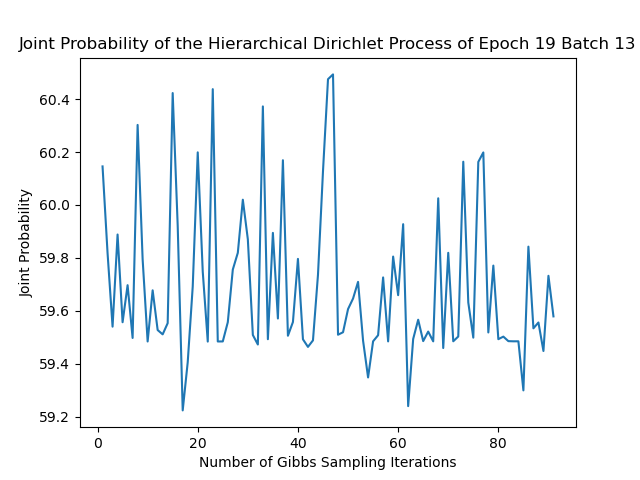 Joint Probability of the Hierarchical Dirichlet Process of Epoch 19 Batch 13
Joint Probability
60.4
60.2
60.0
59.8
59.6
59.4
59.2
0 20 40 60 80
Number of Gibbs Sampling Iterations